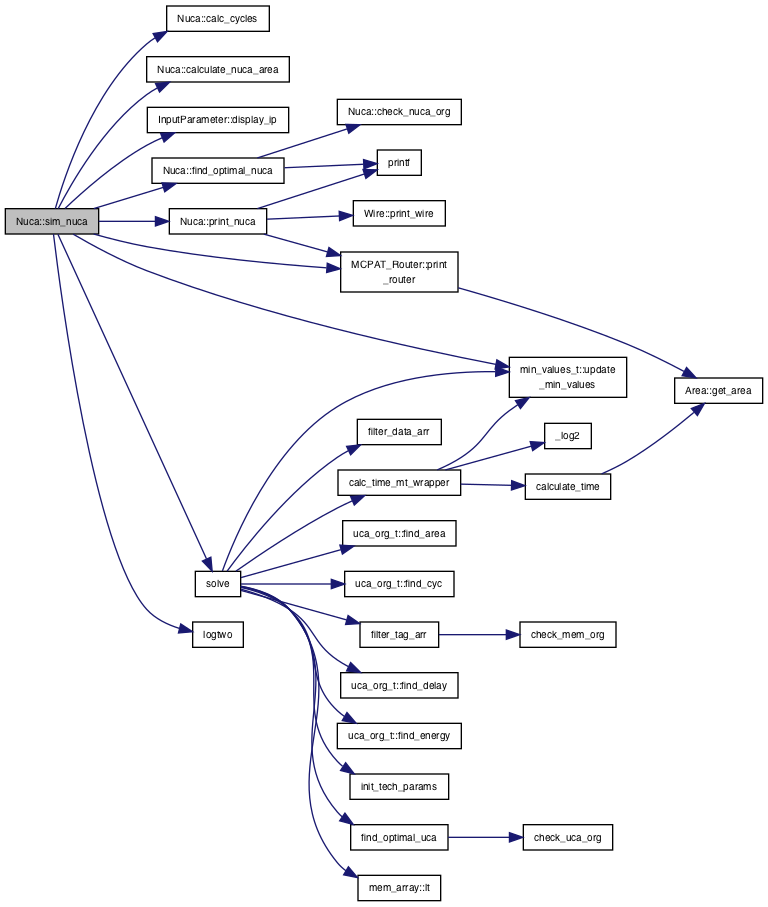 Nuca::calc_cycles
Nuca::calculate_nuca_area
InputParameter::display_ip
Nuca::check_nuca_org
Nuca::find_optimal_nuca
printf
Nuca::sim_nuca
Nuca::print_nuca
Wire::print_wire
MCPAT_Router::print
_router
min_values_t::update
_min_values
Area::get_area
filter_data_arr
_log2
calc_time_mt_wrapper
calculate_time
uca_org_t::find_area
solve
uca_org_t::find_cyc
logtwo
filter_tag_arr
check_mem_org
uca_org_t::find_delay
uca_org_t::find_energy
init_tech_params
find_optimal_uca
check_uca_org
mem_array::lt